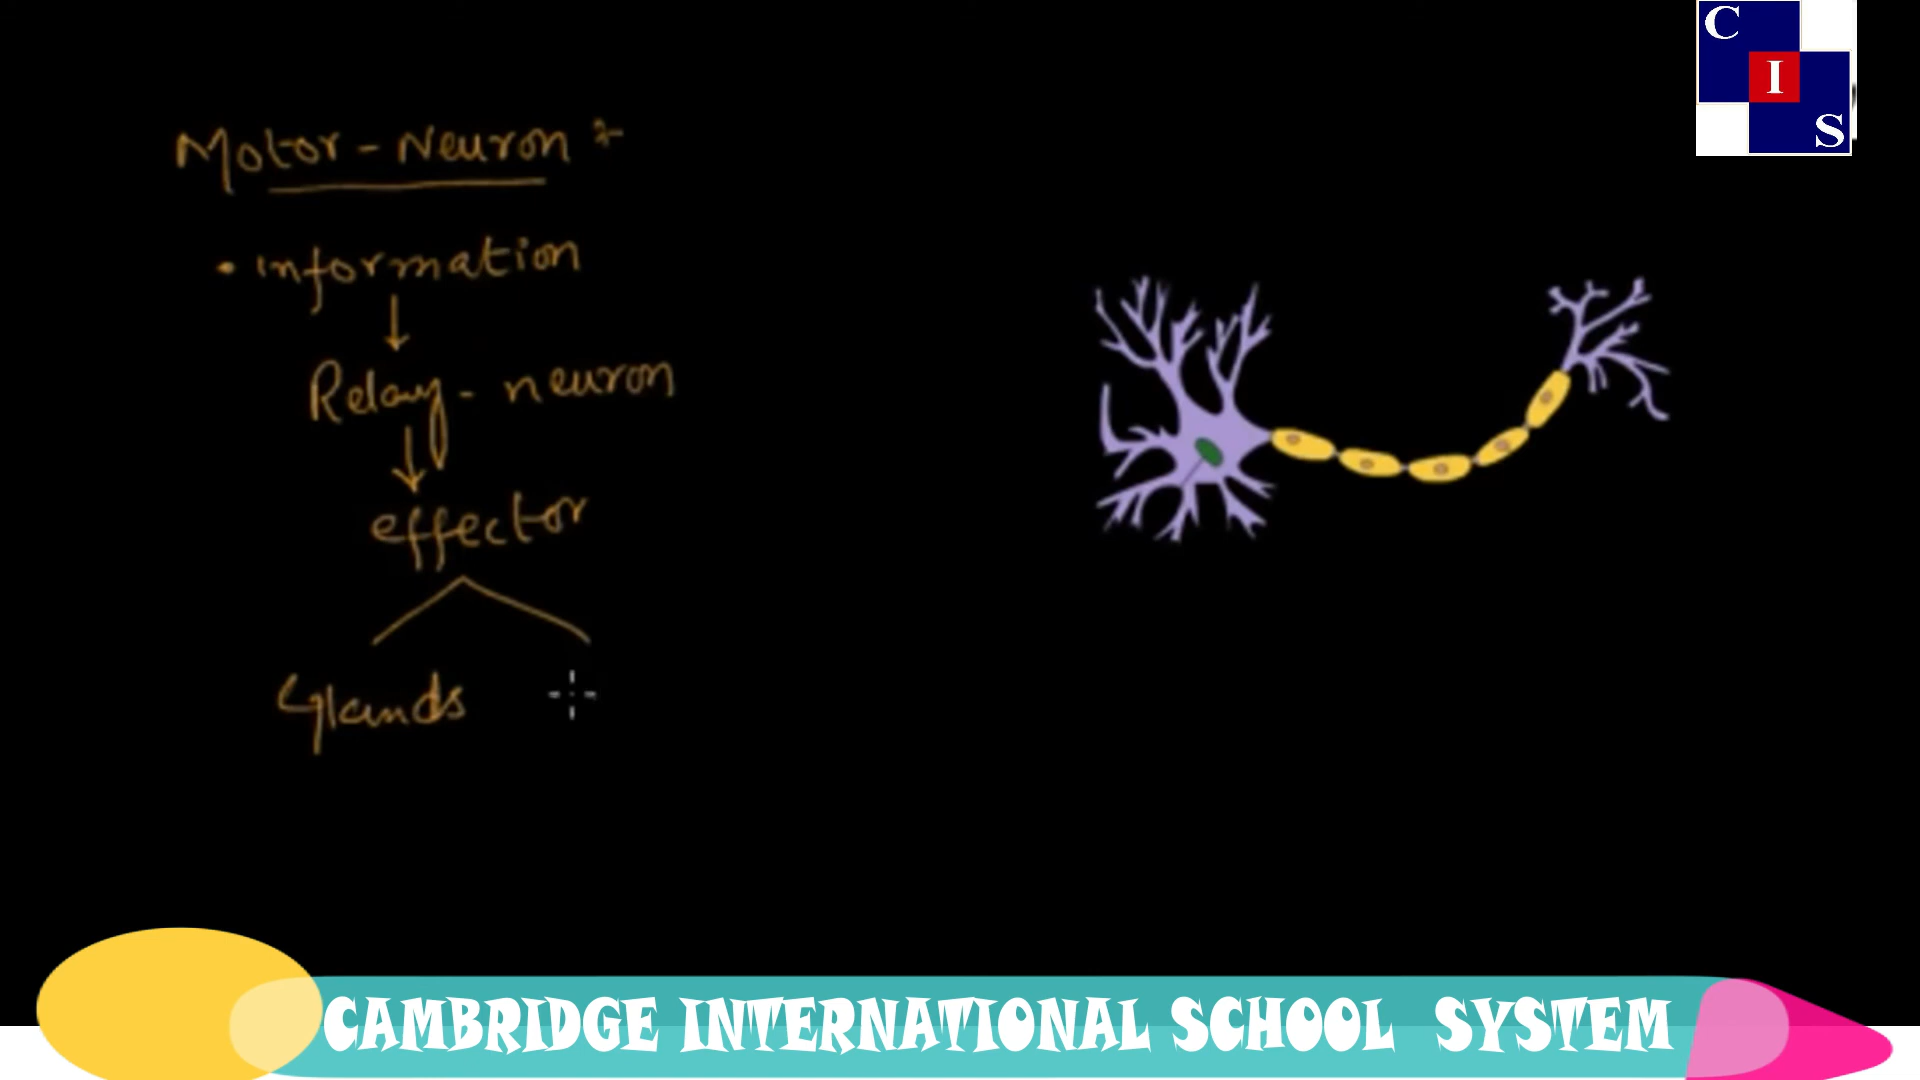 C
I
S
Motor - Neuron :-
• information
↓
Relay - neuron
↓
effector
Glands
CAMBRIDGE INTERNATIONAL SCHOOL SYSTEM